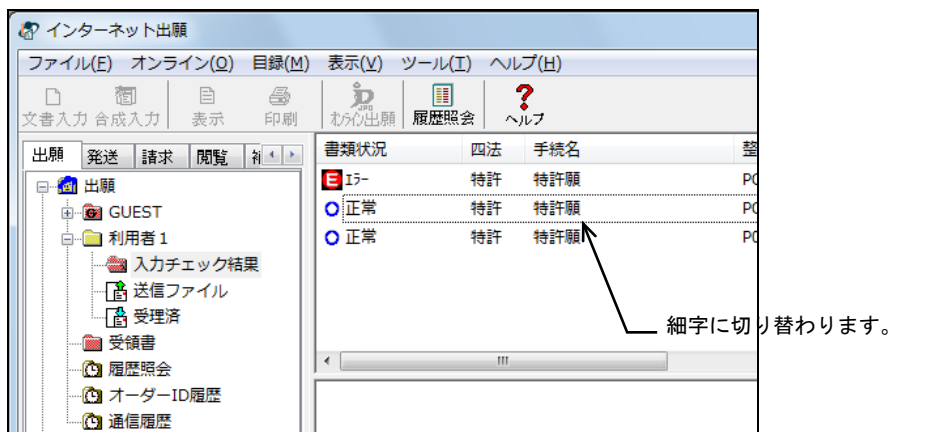 インターネット出願
ファイル(F) オンライン(O) 目録(M) 表示(V) ツール(T) ヘルプ(H)
文書入力 合成入力 表示 印刷 ｵﾝﾗｲﾝ出願 履歴照会 ヘルプ
出願 発送 請求 閲覧
書類状況 四法 手続名 整
E ｴﾗｰ 特許 特許願 PC
正常 特許 特許願 PC
正常 特許 特許願 PC
出願
GUEST
利用者1
入力チェック結果
送信ファイル
受理済
受領書
履歴照会
オーダーID履歴
通信履歴
細字に切り替わります。